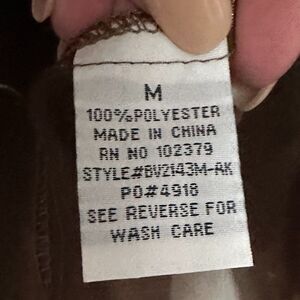 M
100%POLYESTER
MADE IN CHINA
RN NO 102379
STYLE#BV2143M-AK
PO#4918
SEE REVERSE FOR
WASH CARE